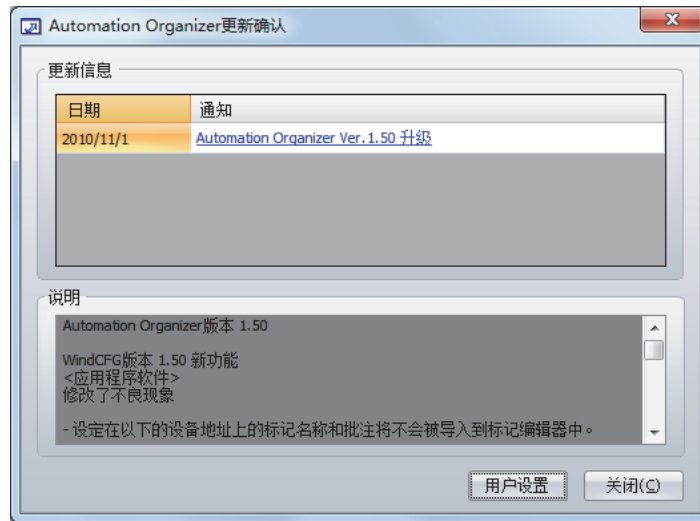 Automation Organizer更新确认
更新信息
日期 通知
2010/11/1 Automation Organizer Ver.1.50 升级
说明
Automation Organizer版本 1.50
WindCFG版本 1.50 新功能
<应用程序软件>
修改了不良现象
- 设定在以下的设备地址上的标记名称和批注将不会被导入到标记编辑器中。
用户设置 关闭(C)